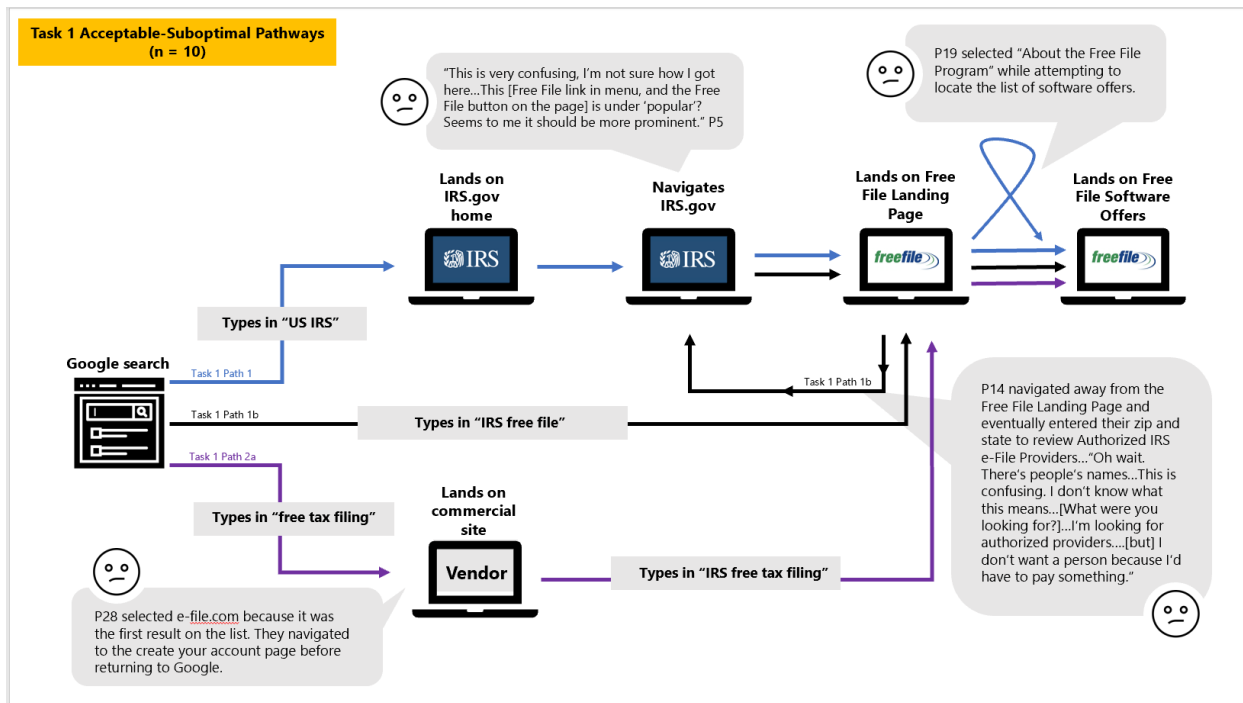 Task 1 Acceptable-Suboptimal Pathways
(n = 10)
"This is very confusing, I'm not sure how I got
here...This [Free File link in menu, and the Free
File button on the page] is under 'popular'?
Seems to me it should be more prominent." P5
P19 selected "About the Free File
Program" while attempting to
locate the list of software offers.
Lands on
IRS.gov
home
IRS
Navigates
IRS.gov
IRS
Lands on Free
File Landing
Page
freefile
Lands on Free
File Software
Offers
freefile
Types in "US IRS"
Google search
Task 1 Path 1
Task 1 Path 1b
Types in "IRS free file"
Task 1 Path 1b
Task 1 Path 2a
Types in "free tax filing"
Lands on
commercial
site
Vendor
Types in "IRS free tax filing"
P14 navigated away from the
Free File Landing Page and
eventually entered their zip and
state to review Authorized IRS
e-File Providers..."Oh wait.
There's people's names...This is
confusing. I don't know what
this means...[What were you
looking for?]...I'm looking for
authorized providers....[but] I
don't want a person because I'd
have to pay something."
P28 selected e-file.com because it was
the first result on the list. They navigated
to the create your account page before
returning to Google.